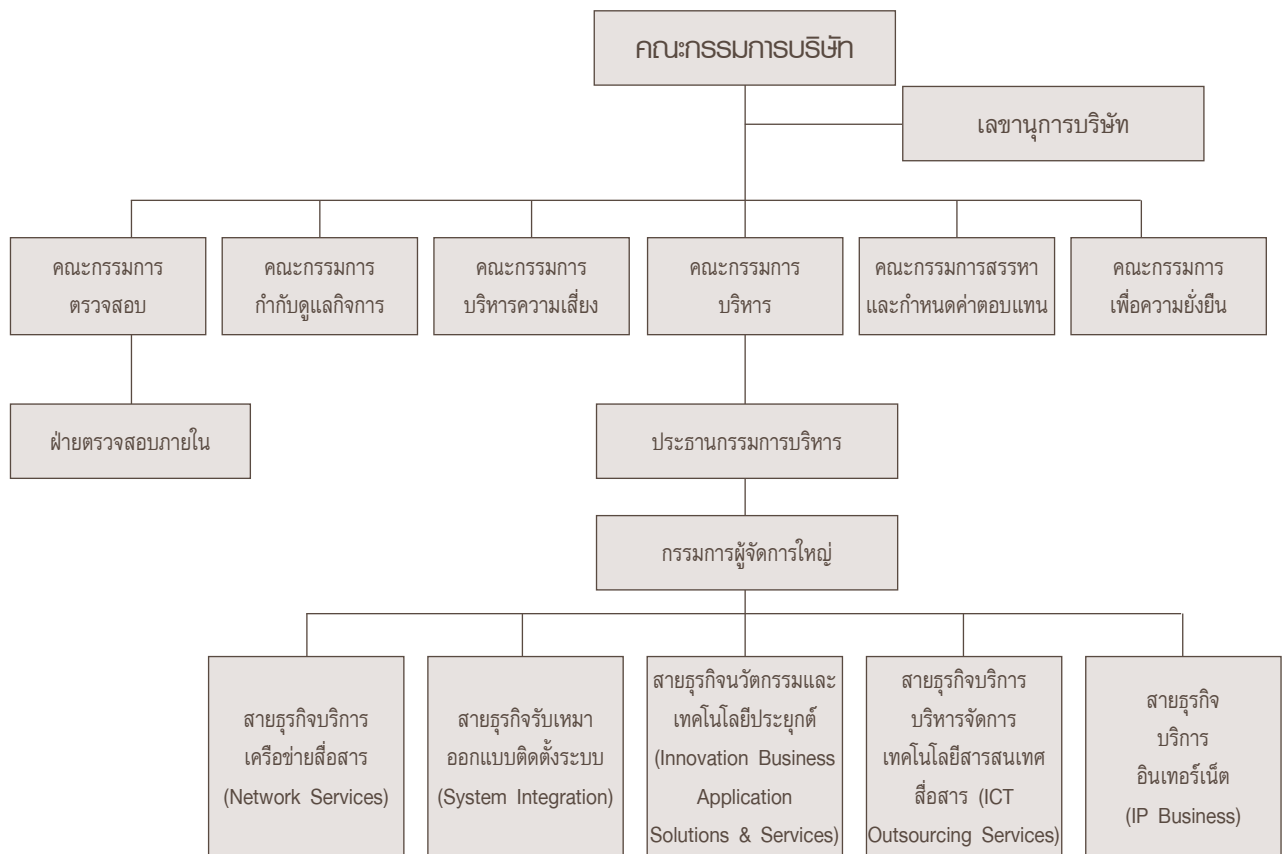 คณะกรรมการบริษัท
เลขานุการบริษัท
คณะกรรมการ
ตรวจสอบ
คณะกรรมการ
กำกับดูแลกิจการ
คณะกรรมการ
บริหารความเสี่ยง
คณะกรรมการ
บริหาร
คณะกรรมการสรรหา
และกำหนดค่าตอบแทน
คณะกรรมการ
เพื่อความยั่งยืน
ฝ่ายตรวจสอบภายใน
ประธานกรรมการบริหาร
กรรมการผู้จัดการใหญ่
สายธุรกิจบริการ
เครือข่ายสื่อสาร
(Network Services)
สายธุรกิจรับเหมา
ออกแบบติดตั้งระบบ
(System Integration)
สายธุรกิจนวัตกรรมและ
เทคโนโลยีประยุกต์
(Innovation Business
Application
Solutions & Services)
สายธุรกิจบริการ
บริหารจัดการ
เทคโนโลยีสารสนเทศ
สื่อสาร (ICT
Outsourcing Services)
สายธุรกิจ
บริการ
อินเทอร์เน็ต
(IP Business)